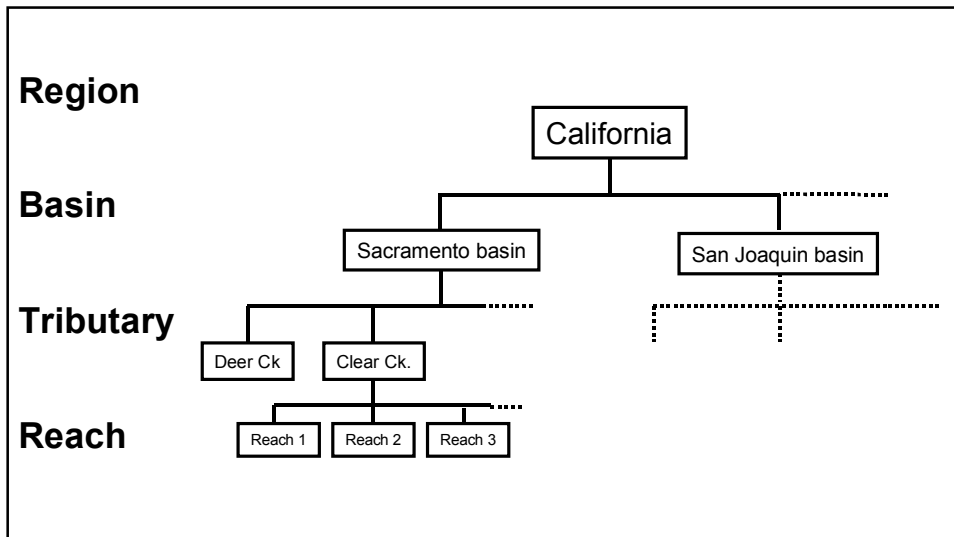 Region
California
Basin
Sacramento basin
San Joaquin basin
Tributary
Deer Ck
Clear Ck.
Reach
Reach 1
Reach 2
Reach 3